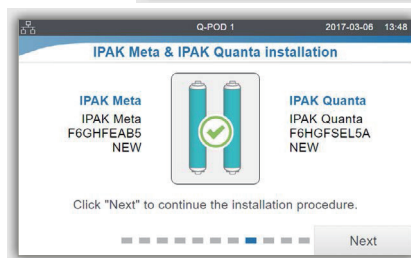 Q-POD 1
2017-03-06 13:48
IPAK Meta & IPAK Quanta installation
IPAK Meta
IPAK Meta
F6GHFEAB5
NEW
IPAK Quanta
IPAK Quanta
F6HGFSEL5A
NEW
Click "Next" to continue the installation procedure.
Next